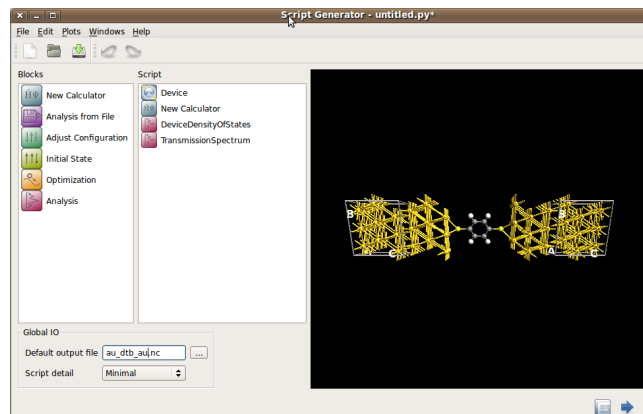 Script Generator - untitled.py*
File Edit Plots Windows Help
Blocks
Script
New Calculator
Analysis from File
Adjust Configuration
Initial State
Optimization
Analysis
Device
New Calculator
DeviceDensityOfStates
TransmissionSpectrum
B
C
B
A
C
Global IO
Default output file au_dtb_au.nc ...
Script detail Minimal